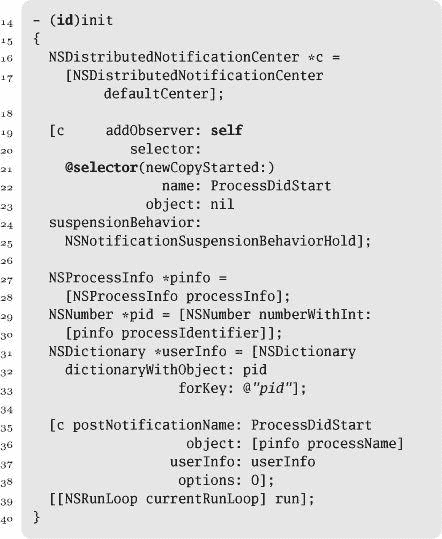 14 - (id)init
15 {
16 NSDistributedNotificationCenter *c =
17 [NSDistributedNotificationCenter
defaultCenter];
18
19 [c addObserver: self
20 selector:
21 @selector(newCopyStarted:)
22 name: ProcessDidStart
23 object: nil
24 suspensionBehavior:
25 NSNotificationSuspensionBehaviorHold];
26
27 NSProcessInfo *pinfo =
28 [NSProcessInfo processInfo];
29 NSNumber *pid = [NSNumber numberWithInt:
30 [pinfo processIdentifier]];
31 NSDictionary *userInfo = [NSDictionary
32 dictionaryWithObject: pid
33 forKey: @"pid"];
34
35 [c postNotificationName: ProcessDidStart
36 object: [pinfo processName]
37 userInfo: userInfo
38 options: 0];
39 [[NSRunLoop currentRunLoop] run];
40 }